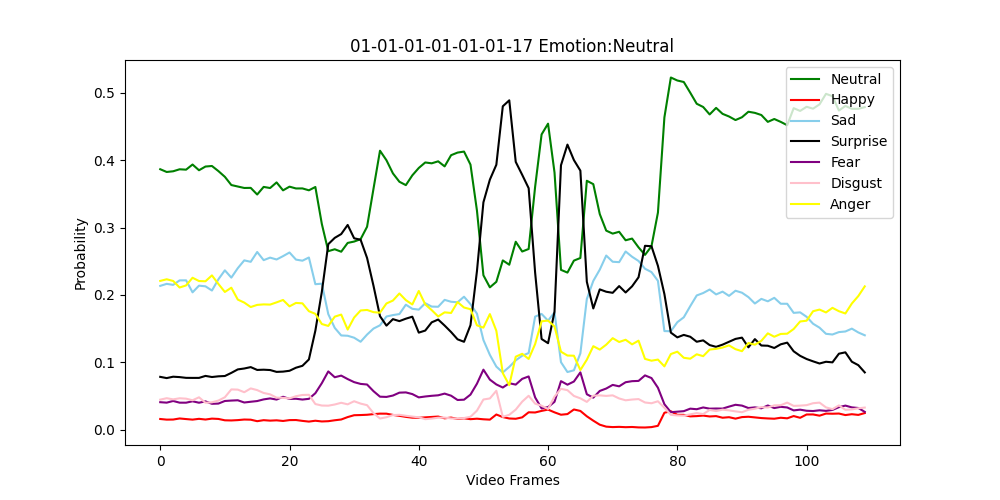 01-01-01-01-01-01-17 Emotion:Neutral
Probability
0.5
0.4
0.3
0.2
0.1
0.0
0 20 40 60 80 100
Video Frames
Neutral
Happy
Sad
Surprise
Fear
Disgust
Anger